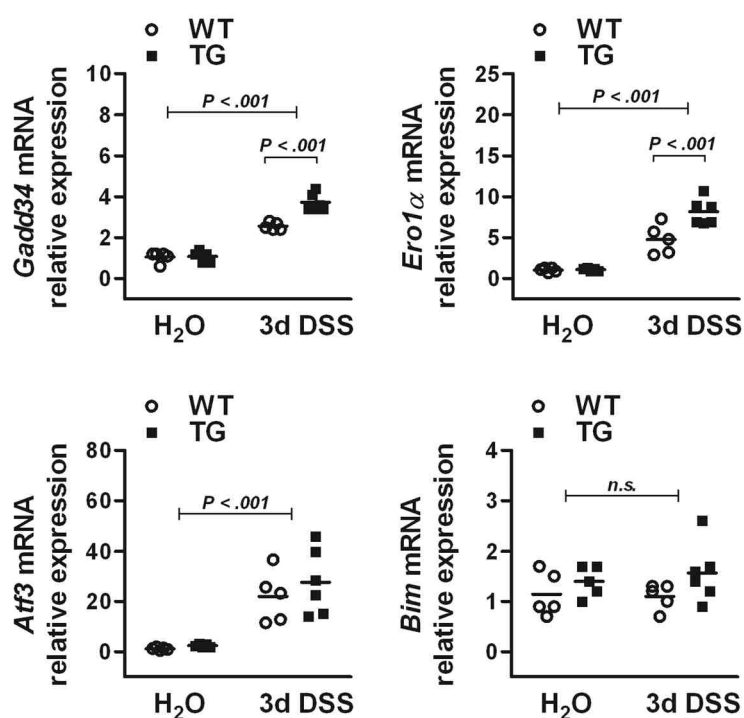 WT
TG
Gadd34 mRNA
relative expression
10
8
6
4
2
0
P < .001
P < .001
H₂O
3d DSS
WT
TG
Ero1α mRNA
relative expression
25
20
15
10
5
0
P < .001
P < .001
H₂O
3d DSS
WT
TG
Atf3 mRNA
relative expression
80
60
40
20
0
P < .001
H₂O
3d DSS
WT
TG
Bim mRNA
relative expression
4
3
2
1
0
n.s.
H₂O
3d DSS